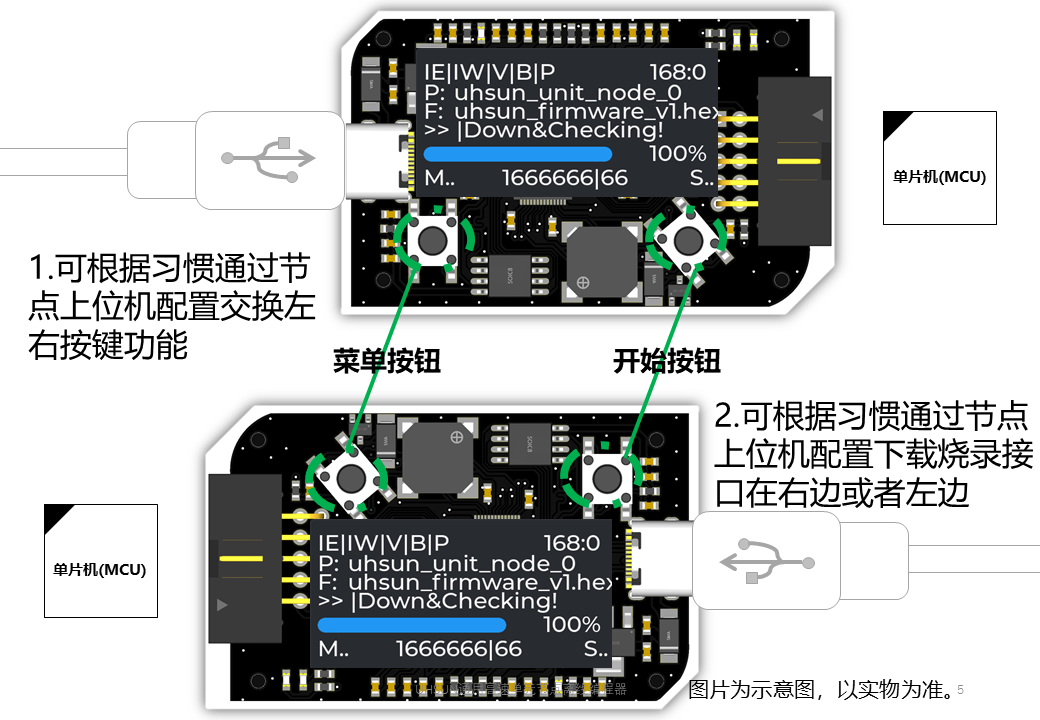 IE|IW|V|B|P 168:0
P: uhsun_unit_node_0
F: uhsun_firmware_v1.hex
>> |Down&Checking!
100%
M.. 1666666|66 S..
单片机(MCU)
1.可根据习惯通过节
点上位机配置交换左
右按键功能
菜单按钮
开始按钮
2.可根据习惯通过节点
上位机配置下载烧录接
口在右边或者左边
单片机(MCU)
IE|IW|V|B|P 168:0
P: uhsun_unit_node_0
F: uhsun_firmware_v1.hex
>> |Down&Checking!
100%
M.. 1666666|66 S..
图片为示意图，以实物为准。
5